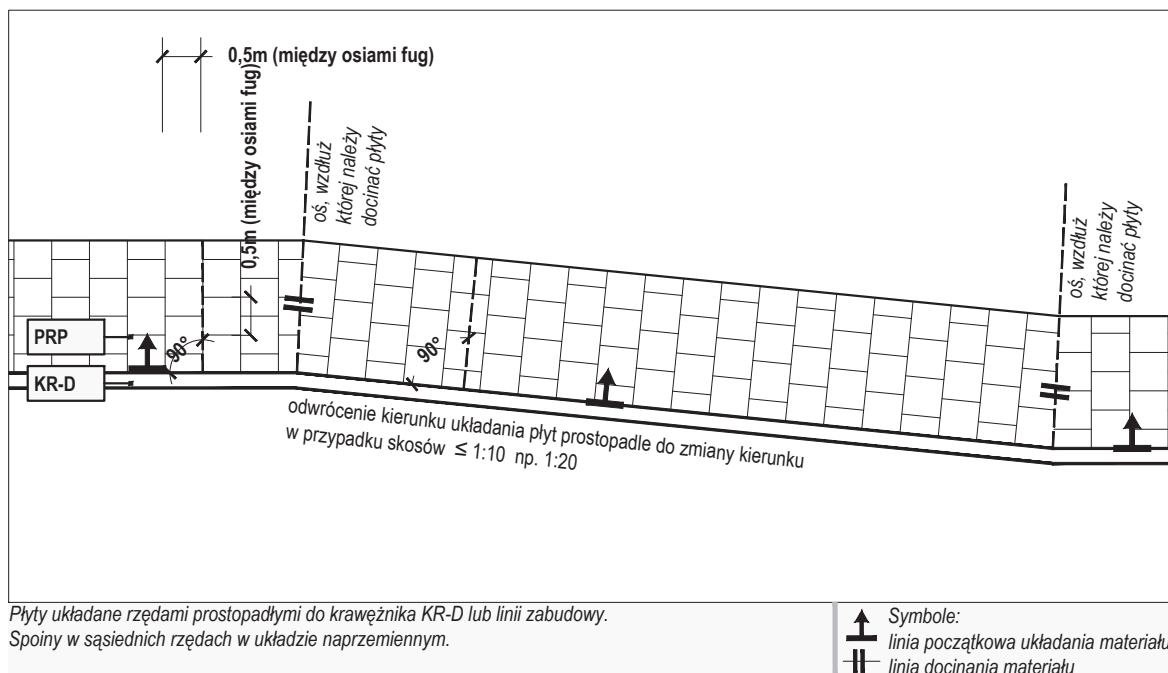 0,5m (między osiami fug)
0,5m (między osiami fug)
oś, wzdłuż
której należy
docinać płyty
oś, wzdłuż
której należy
docinać płyty
PRP
90°
KR-D
90°
odwrócenie kierunku układania płyt prostopadle do zmiany kierunku
w przypadku skosów ≤ 1:10 np. 1:20
Płyty układane rzędami prostopadłymi do krawężnika KR-D lub linii zabudowy.
Spoiny w sąsiednich rzędach w układzie naprzemiennym.
Symbole:
linia początkowa układania materiału
linia docinania materiału